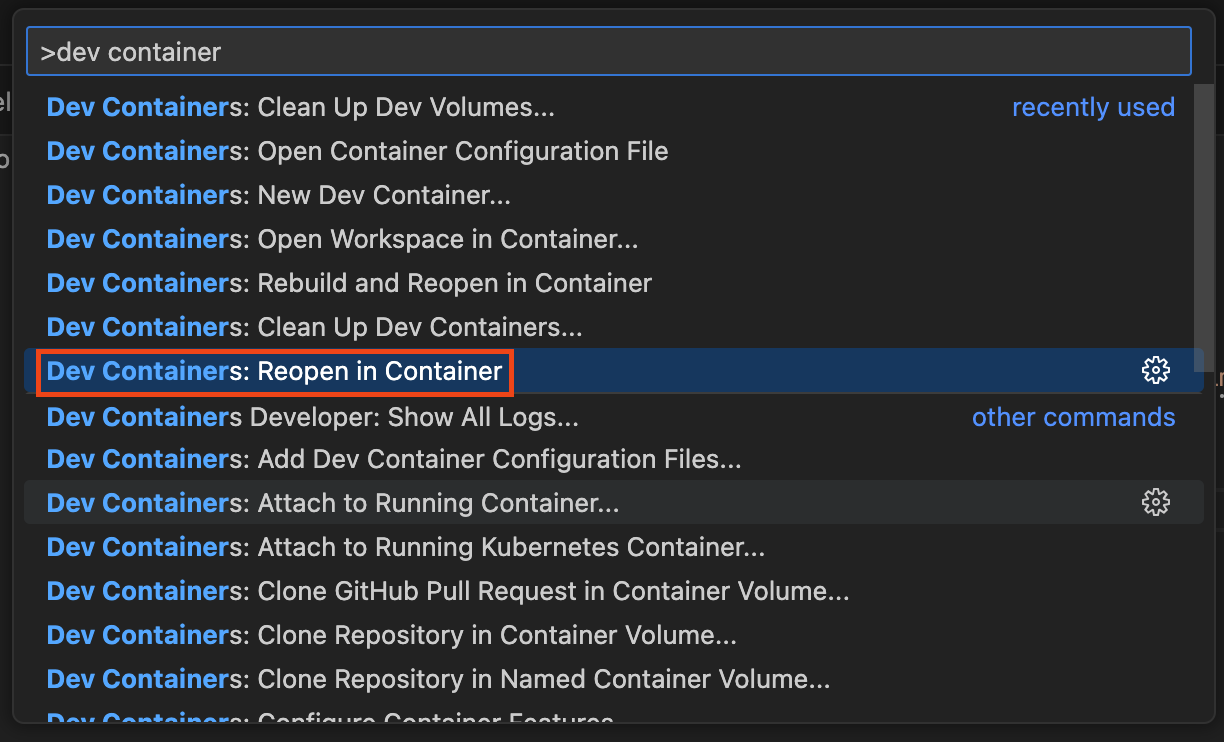 >dev container
Dev Containers: Clean Up Dev Volumes... recently used
Dev Containers: Open Container Configuration File
Dev Containers: New Dev Container...
Dev Containers: Open Workspace in Container...
Dev Containers: Rebuild and Reopen in Container
Dev Containers: Clean Up Dev Containers...
Dev Containers: Reopen in Container
Dev Containers Developer: Show All Logs... other commands
Dev Containers: Add Dev Container Configuration Files...
Dev Containers: Attach to Running Container...
Dev Containers: Attach to Running Kubernetes Container...
Dev Containers: Clone GitHub Pull Request in Container Volume...
Dev Containers: Clone Repository in Container Volume...
Dev Containers: Clone Repository in Named Container Volume...
Dev Containers: Configure Container Features